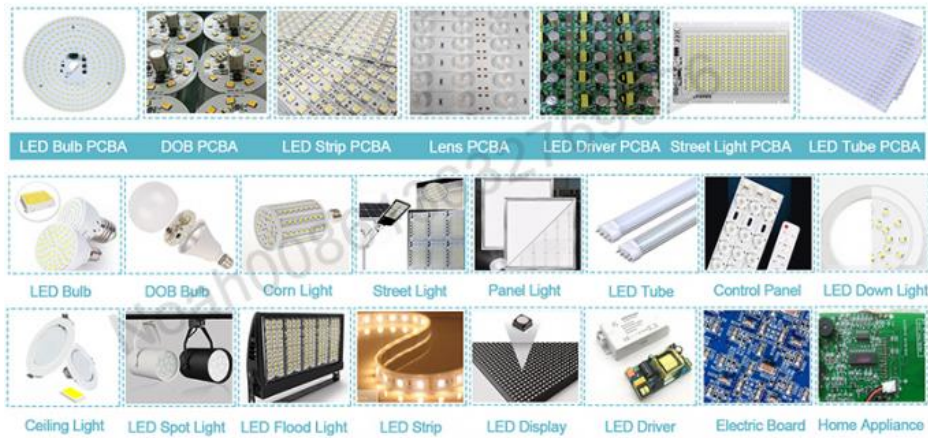 LED Bulb PCBA DOB PCBA LED Strip PCBA Lens PCBA LED Driver PCBA Street Light PCBA LED Tube PCBA
LED Bulb DOB Bulb Corn Light Street Light Panel Light LED Tube Control Panel LED Down Light
Ceiling Light LED Spot Light LED Flood Light LED Strip LED Display LED Driver Electric Board Home Appliance